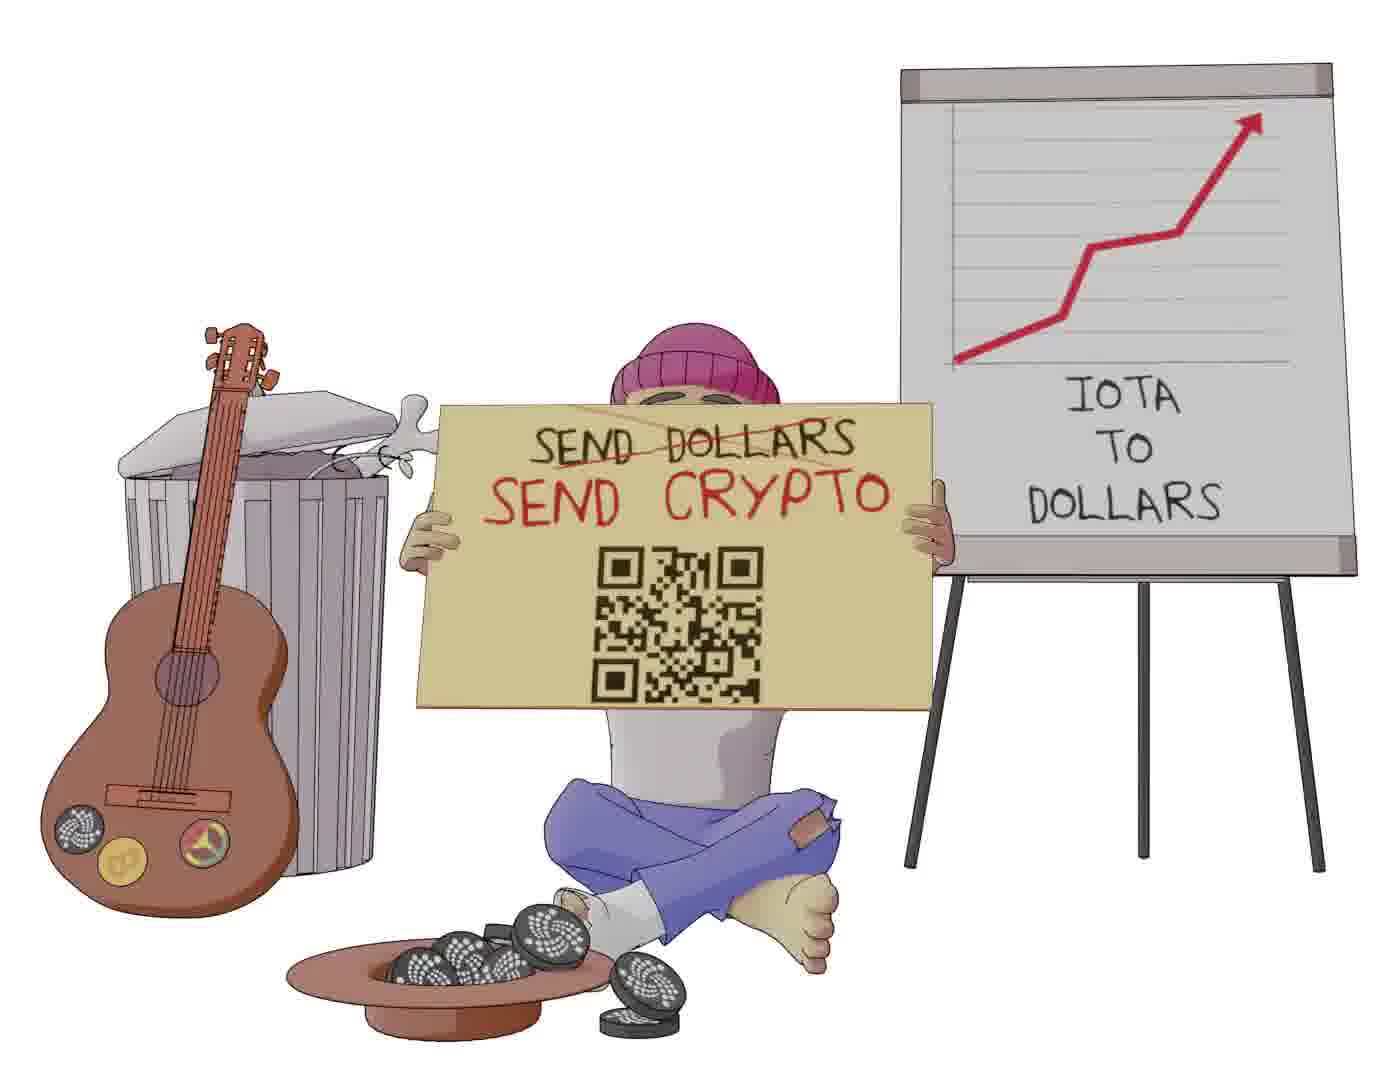 SEND DOLLARS
SEND CRYPTO
IOTA
TO
DOLLARS